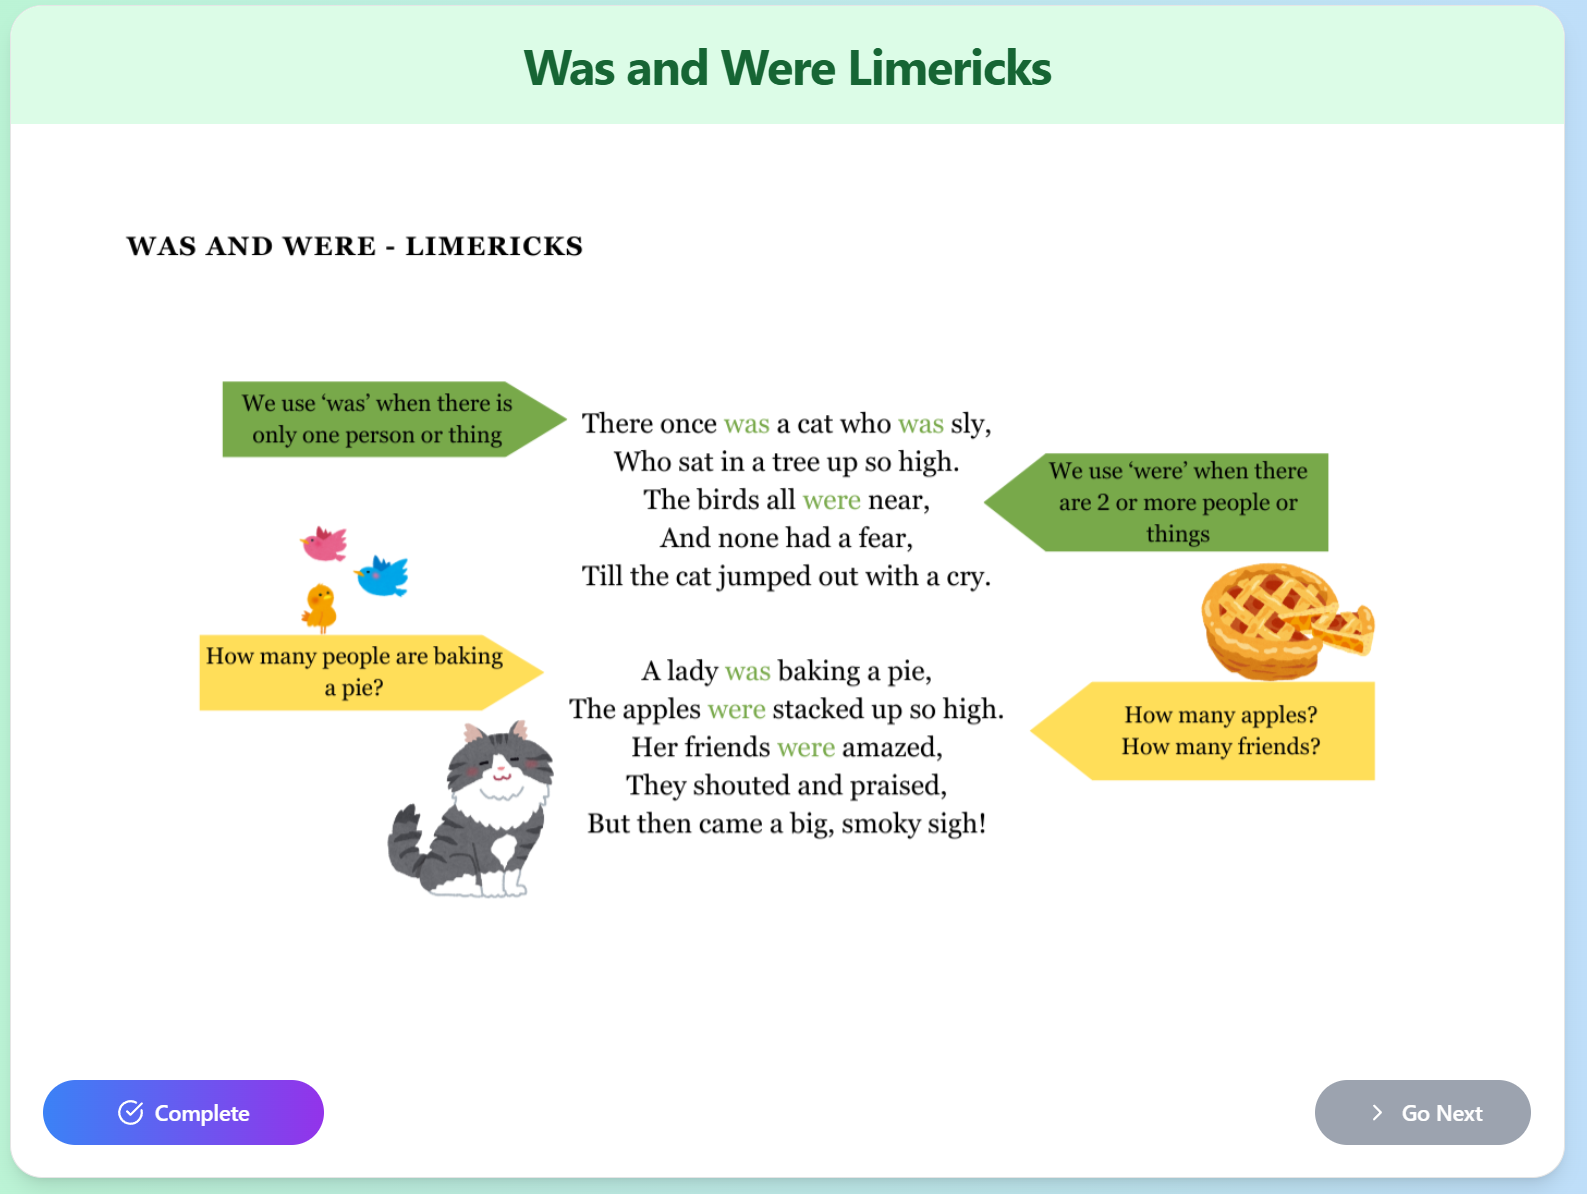 Was and Were Limericks
WAS AND WERE - LIMERICKS
We use ‘was’ when there is
only one person or thing
There once was a cat who was sly,
Who sat in a tree up so high.
The birds all were near,
And none had a fear,
Till the cat jumped out with a cry.
We use ‘were’ when there
are 2 or more people or
things
How many people are baking
a pie?
A lady was baking a pie,
The apples were stacked up so high.
Her friends were amazed,
They shouted and praised,
But then came a big, smoky sigh!
How many apples?
How many friends?
Complete
Go Next